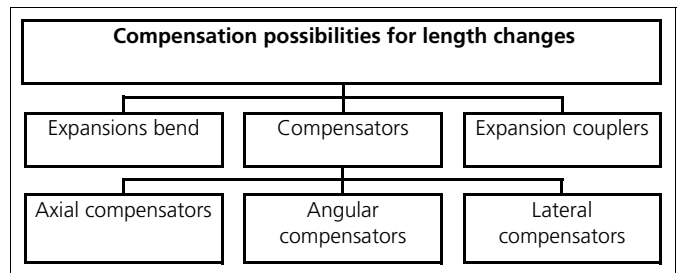 Compensation possibilities for length changes
Expansions bend
Compensators
Expansion couplers
Axial compensators
Angular
compensators
Lateral
compensators